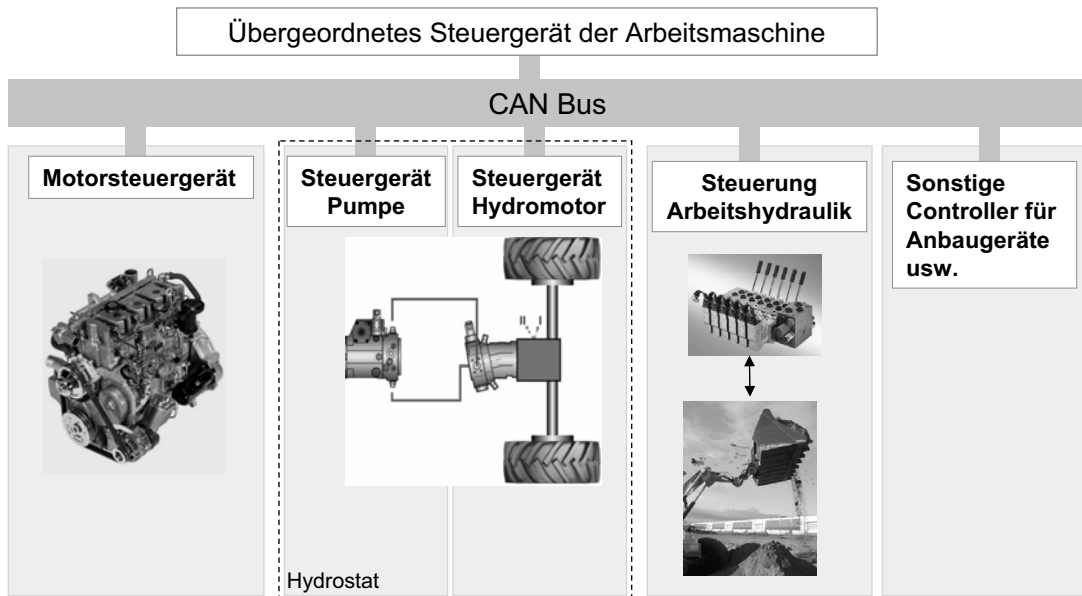 Übergeordnetes Steuergerät der Arbeitsmaschine
CAN Bus
Motorsteuergerät
Steuergerät
Pumpe
Steuergerät
Hydromotor
Steuerung
Arbeitshydraulik
Sonstige
Controller für
Anbaugeräte
usw.
II I
Hydrostat